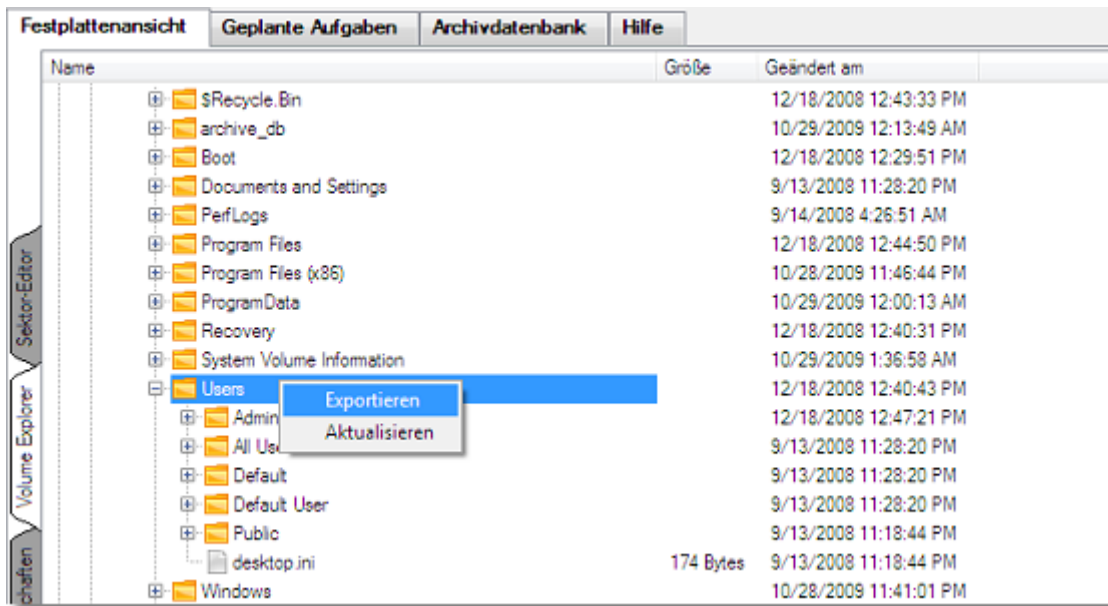 Festplattenansicht Geplante Aufgaben Archivdatenbank Hilfe
Name Größe Geändert am
$Recycle.Bin 12/18/2008 12:43:33 PM
archive_db 10/29/2009 12:13:49 AM
Boot 12/18/2008 12:29:51 PM
Documents and Settings 9/13/2008 11:28:20 PM
PerfLogs 9/14/2008 4:26:51 AM
Program Files 12/18/2008 12:44:50 PM
Program Files (x86) 10/28/2009 11:46:44 PM
ProgramData 10/29/2009 12:00:13 AM
Recovery 12/18/2008 12:40:31 PM
System Volume Information 10/29/2009 1:36:58 AM
Users 12/18/2008 12:40:43 PM
Exportieren
Admin 12/18/2008 12:47:21 PM
Aktualisieren
All Use 9/13/2008 11:28:20 PM
Default 9/13/2008 11:28:20 PM
Default User 9/13/2008 11:28:20 PM
Public 9/13/2008 11:18:44 PM
desktop.ini 174 Bytes 9/13/2008 11:18:44 PM
Windows 10/28/2009 11:41:01 PM
Sektor-Editor
Volume Explorer
chaften